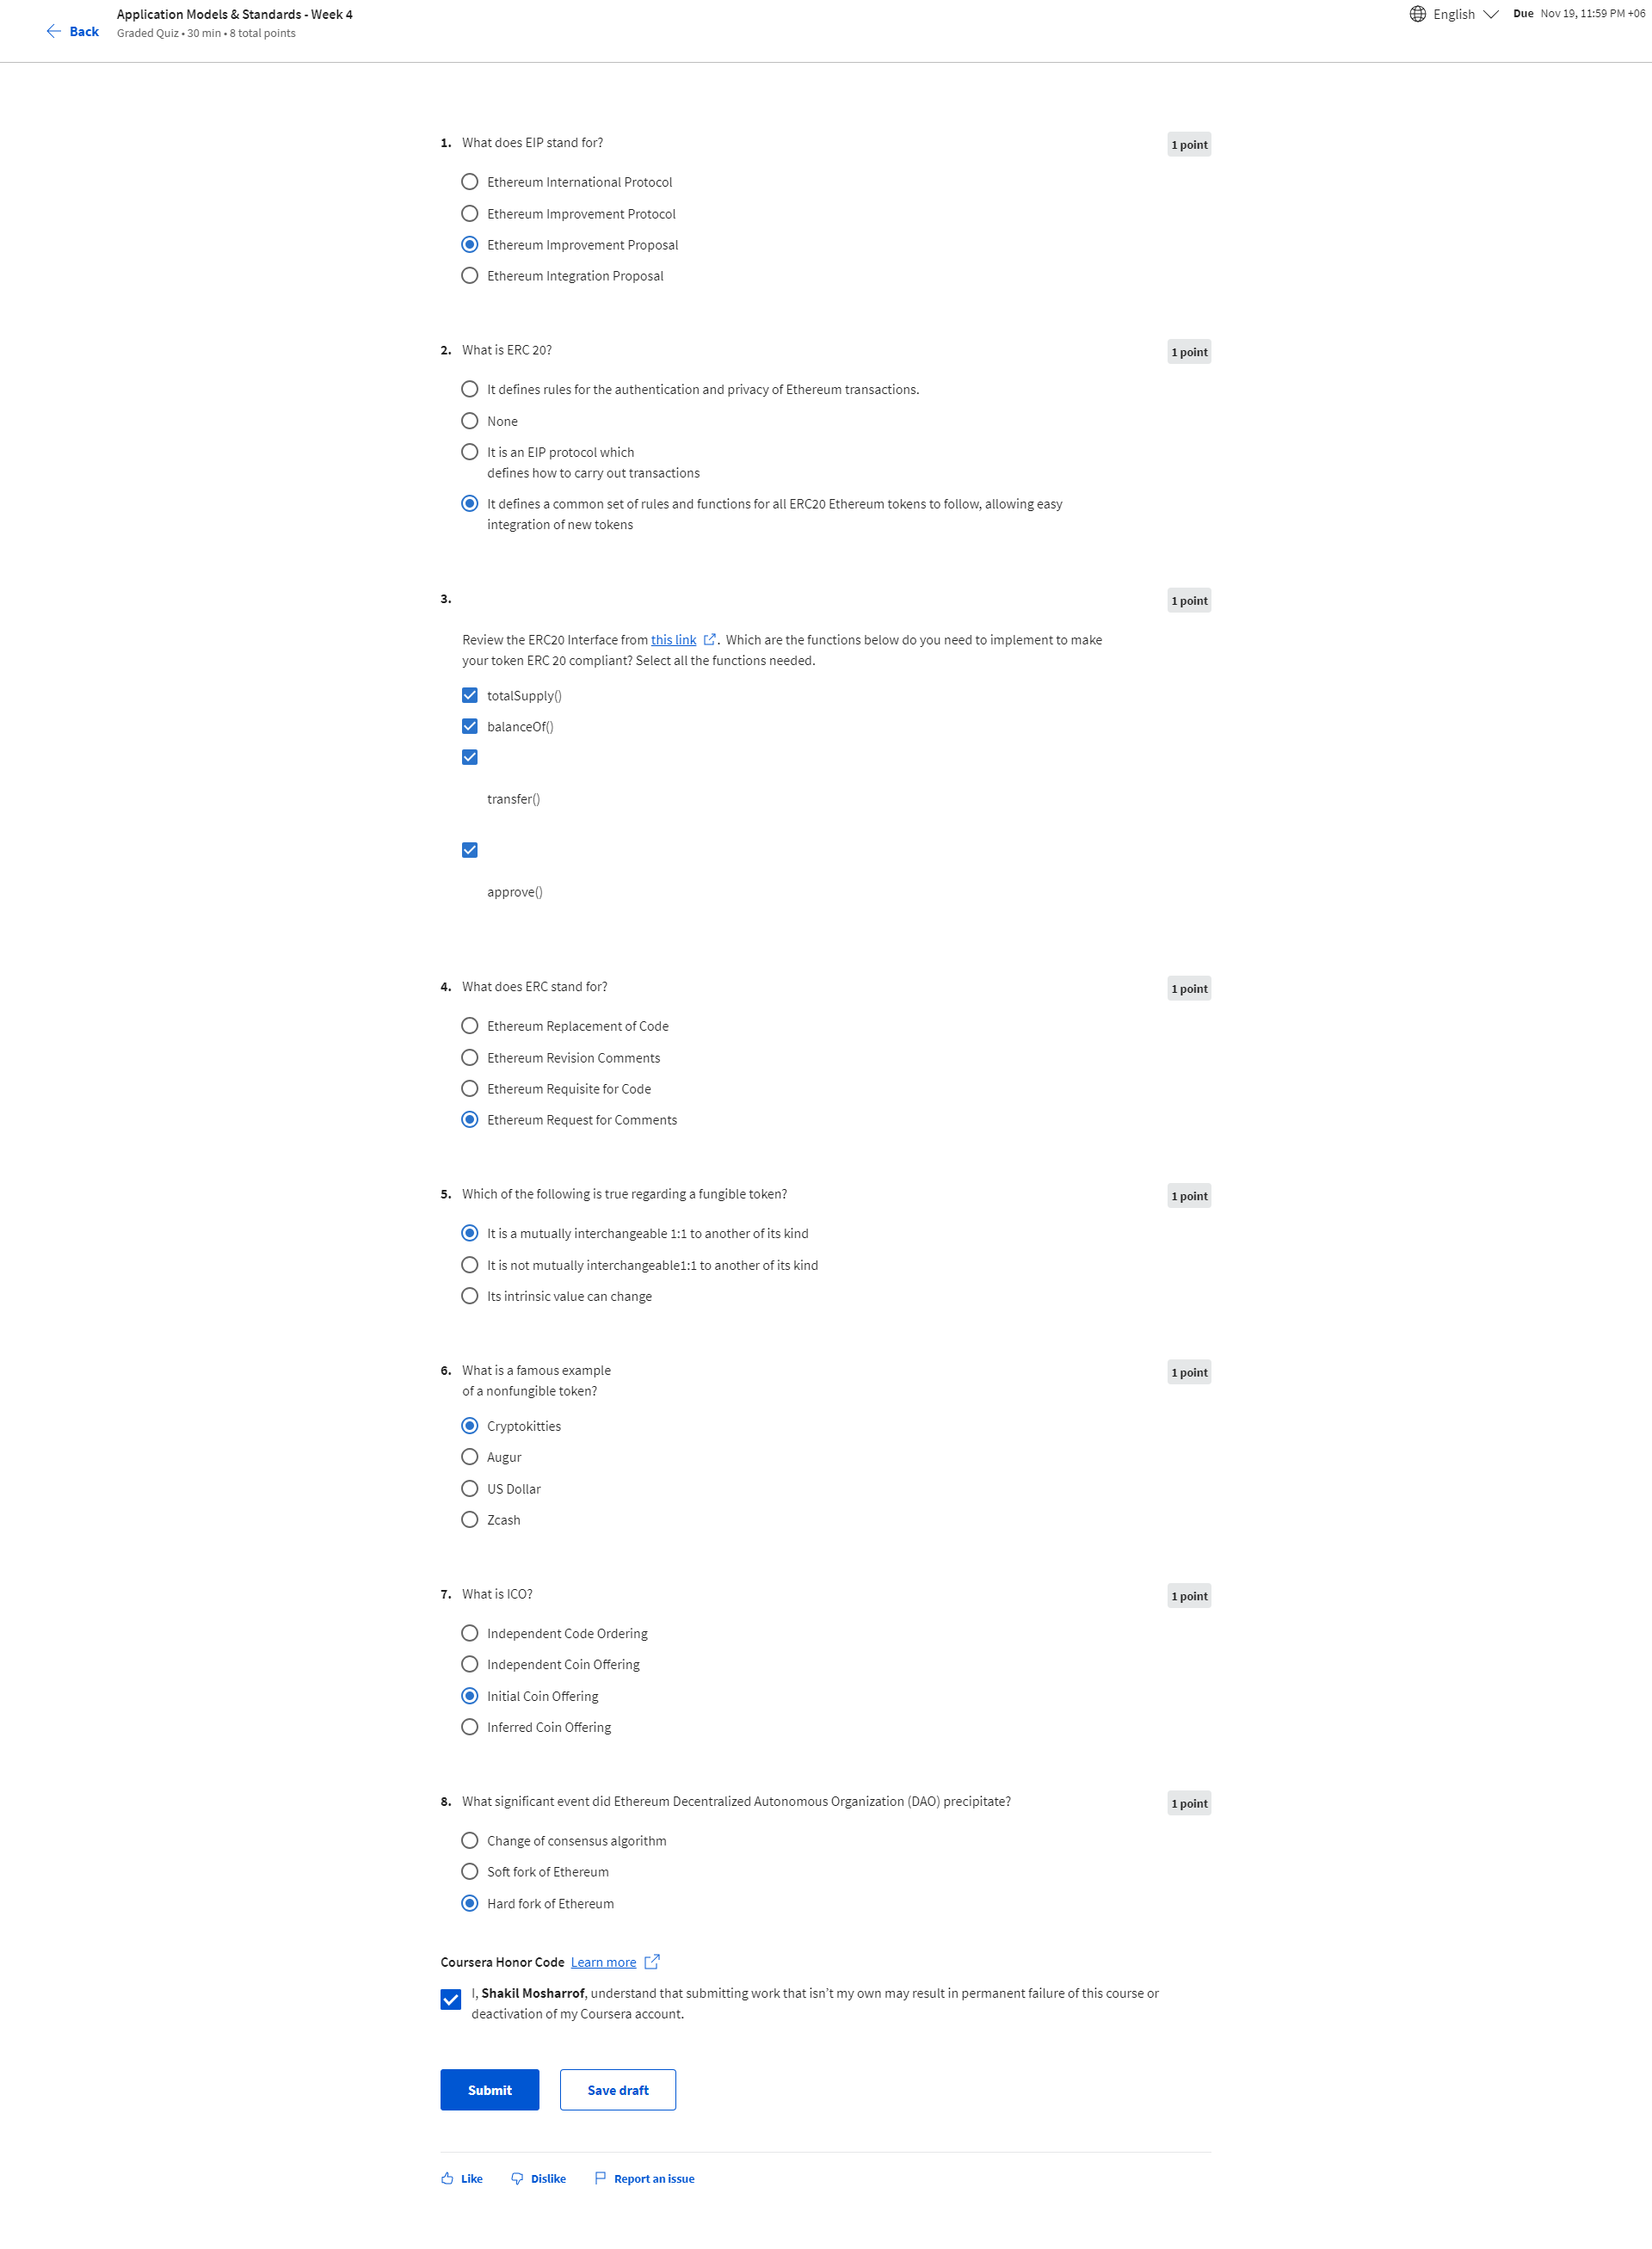 Back
Application Models & Standards - Week 4
Graded Quiz • 30 min • 8 total points
English
Due Nov 19, 11:59 PM +06
1. What does EIP stand for?
1 point
Ethereum International Protocol
Ethereum Improvement Protocol
Ethereum Improvement Proposal
Ethereum Integration Proposal
2. What is ERC 20?
1 point
It defines rules for the authentication and privacy of Ethereum transactions.
None
It is an EIP protocol which
defines how to carry out transactions
It defines a common set of rules and functions for all ERC20 Ethereum tokens to follow, allowing easy
integration of new tokens
3.
1 point
Review the ERC20 Interface from this link . Which are the functions below do you need to implement to make
your token ERC 20 compliant? Select all the functions needed.
totalSupply()
balanceOf()
transfer()
approve()
4. What does ERC stand for?
1 point
Ethereum Replacement of Code
Ethereum Revision Comments
Ethereum Requisite for Code
Ethereum Request for Comments
5. Which of the following is true regarding a fungible token?
1 point
It is a mutually interchangeable 1:1 to another of its kind
It is not mutually interchangeable1:1 to another of its kind
Its intrinsic value can change
6. What is a famous example
of a nonfungible token?
1 point
Cryptokitties
Augur
US Dollar
Zcash
7. What is ICO?
1 point
Independent Code Ordering
Independent Coin Offering
Initial Coin Offering
Inferred Coin Offering
8. What significant event did Ethereum Decentralized Autonomous Organization (DAO) precipitate?
1 point
Change of consensus algorithm
Soft fork of Ethereum
Hard fork of Ethereum
Coursera Honor Code Learn more
I, Shakil Mosharrof, understand that submitting work that isn’t my own may result in permanent failure of this course or
deactivation of my Coursera account.
Submit
Save draft
Like
Dislike
Report an issue